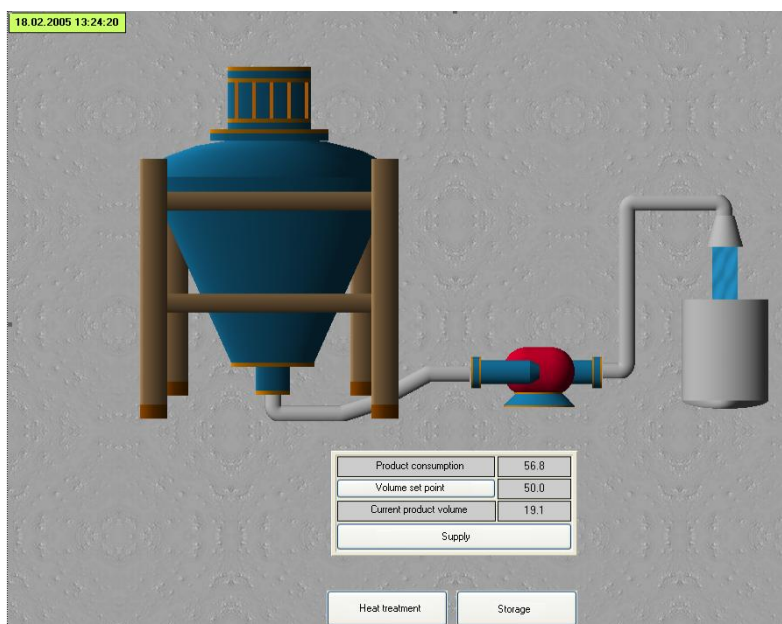 18.02.2005 13:24:20
Product consumption 56.8
Volume set point 50.0
Current product volume 19.1
Supply
Heat treatment Storage